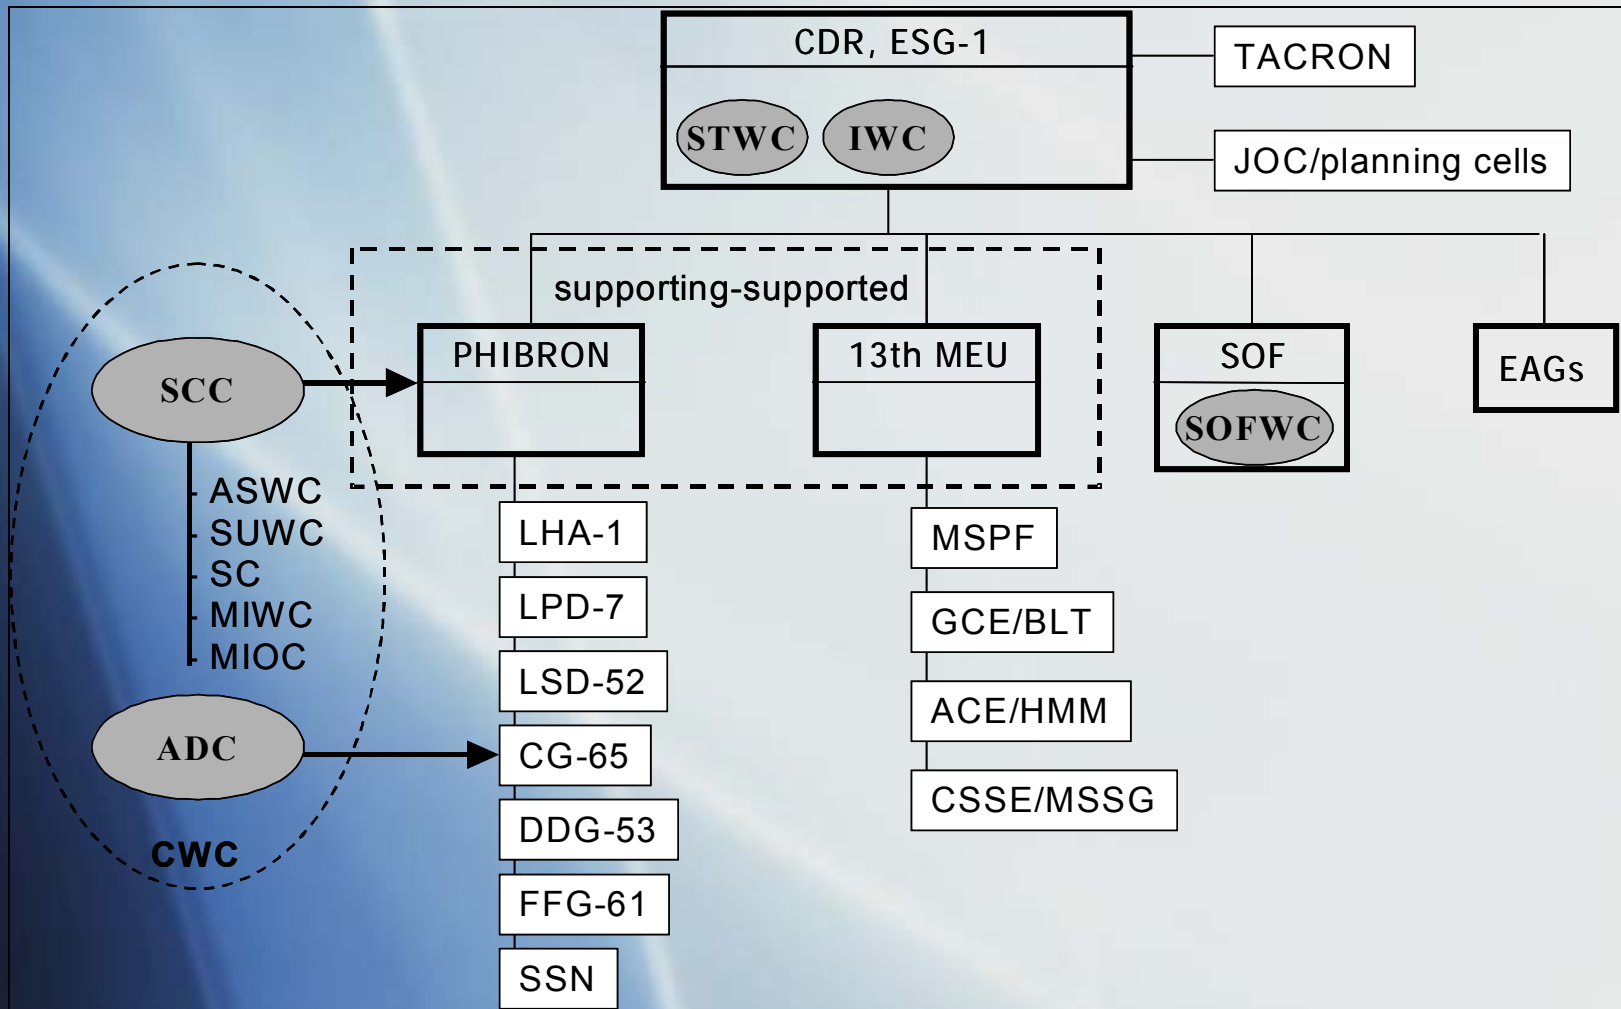 CDR, ESG-1
TACRON
STWC
IWC
JOC/planning cells
supporting-supported
PHIBRON
13th MEU
SOF
SOFWC
EAGs
SCC
ASWC
SUWC
SC
MIWC
MIOC
ADC
CWC
LHA-1
LPD-7
LSD-52
CG-65
DDG-53
FFG-61
SSN
MSPF
GCE/BLT
ACE/HMM
CSSE/MSSG